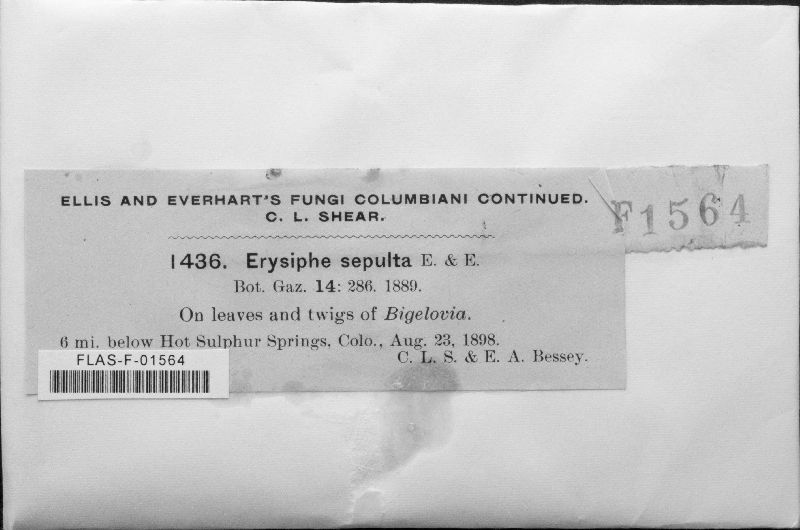 ELLIS AND EVERHART'S FUNGI COLUMBIANI CONTINUED.
C. L. SHEAR.
F1564
1436. Erysiphe sepulta E. & E.
Bot. Gaz. 14: 286. 1889.
On leaves and twigs of Bigelovia.
6 mi. below Hot Sulphur Springs, Colo., Aug. 23, 1898.
C. L. S. & E. A. Bessey.
FLAS-F-01564